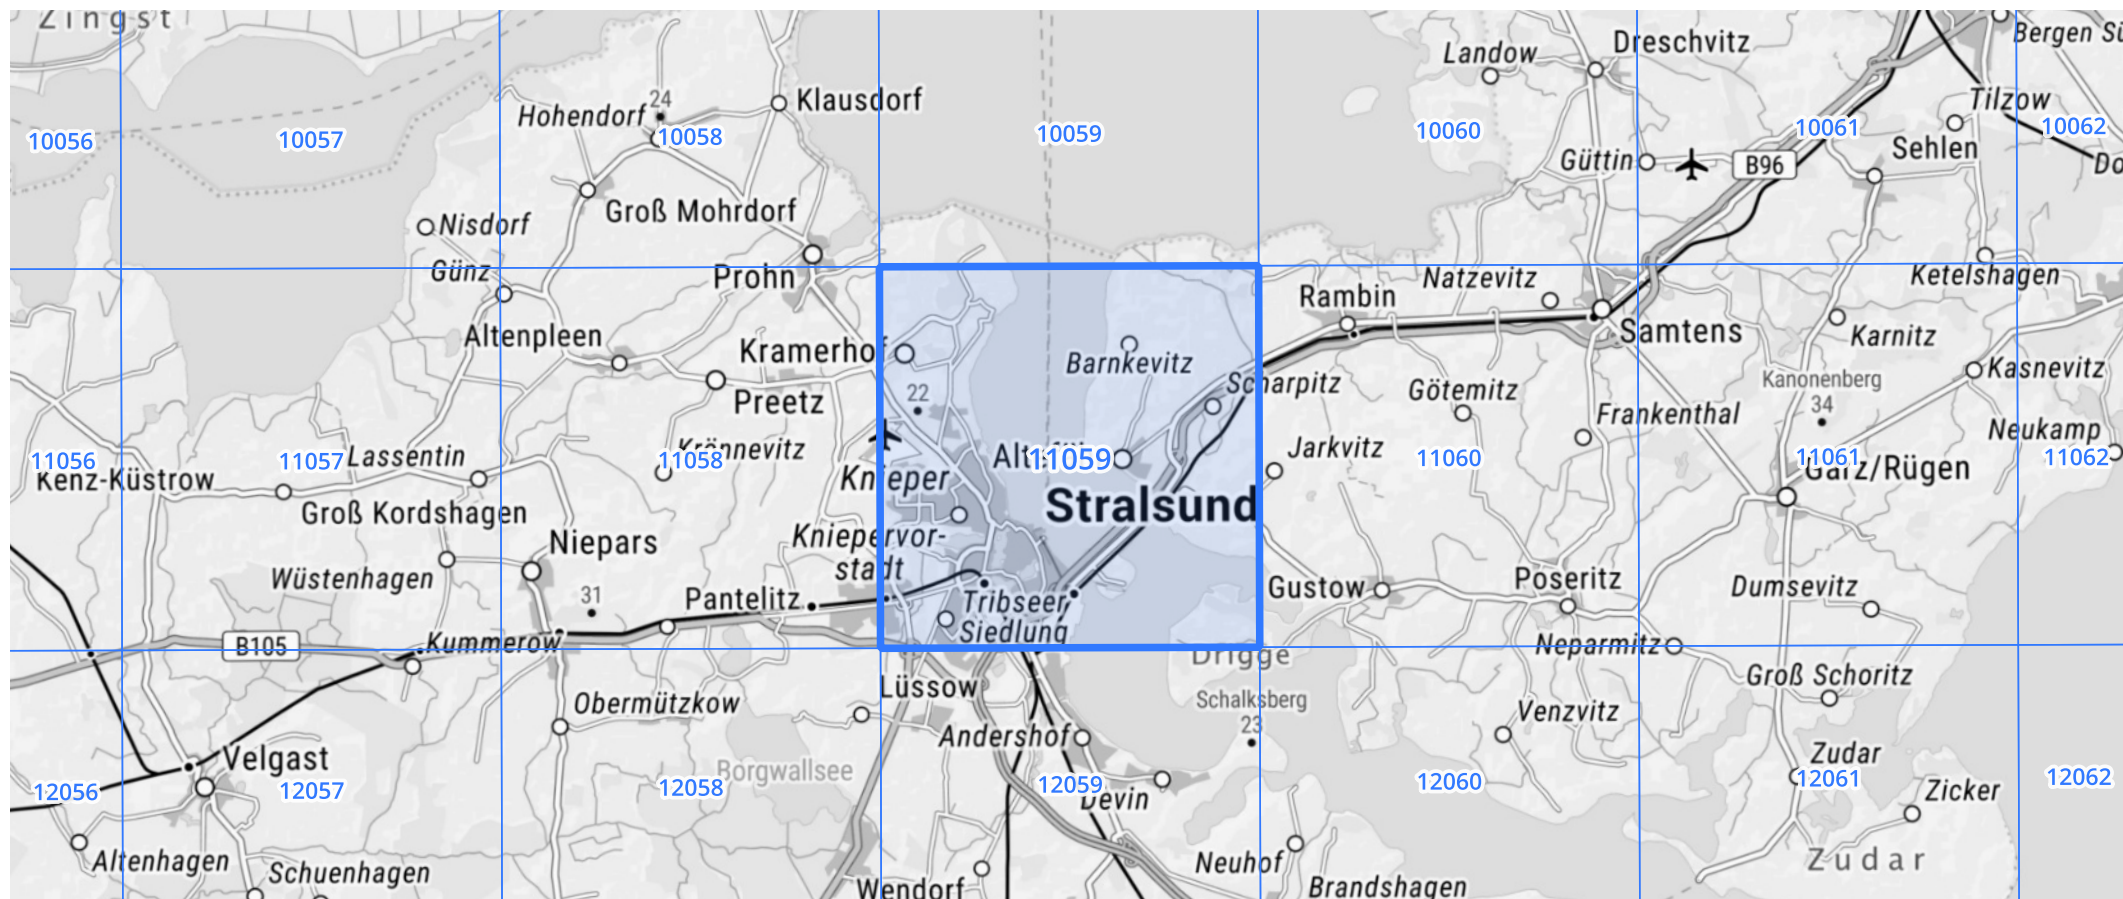 Zingst
Bergen Sü
Dreschvitz
Landow
Klausdorf
24
Hohendorf
Tilzow
10056
10057
10058
10059
10060
10061
10062
Sehlen
Güttin
B96
Do
Groß Mohrdorf
Nisdorf
Günz
Prohn
Natzevitz
Ketelshagen
Rambin
Altenpleen
Kramerhof
Samtens
Karnitz
Barnkevitz
Scharpitz
Kasnevitz
Kanonenberg
34
22
Preetz
Götemitz
Frankenthal
Neukamp
Krönnevitz
Jarkvitz
Lassentin
11056
11057
11058
11059
11060
11061
11062
Kenz-Küstrow
Garz/Rügen
Knieper
Stralsund
Groß Kordshagen
Niepars
Kniepervor-
stadt
Wüstenhagen
31
Pantelitz
Tribseer
Siedlung
Gustow
Poseritz
Dumsevitz
B105
Kummerow
Neparmitz
Drigge
Groß Schoritz
Lüssow
Schalksberg
23
Obermützkow
Venzvitz
Andershof
Velgast
Borgwallsee
Zudar
12056
12057
12058
12059
12060
12061
12062
Devin
Zicker
Altenhagen
Schuenhagen
Neuhof
Zudar
Wendorf
Brandshagen